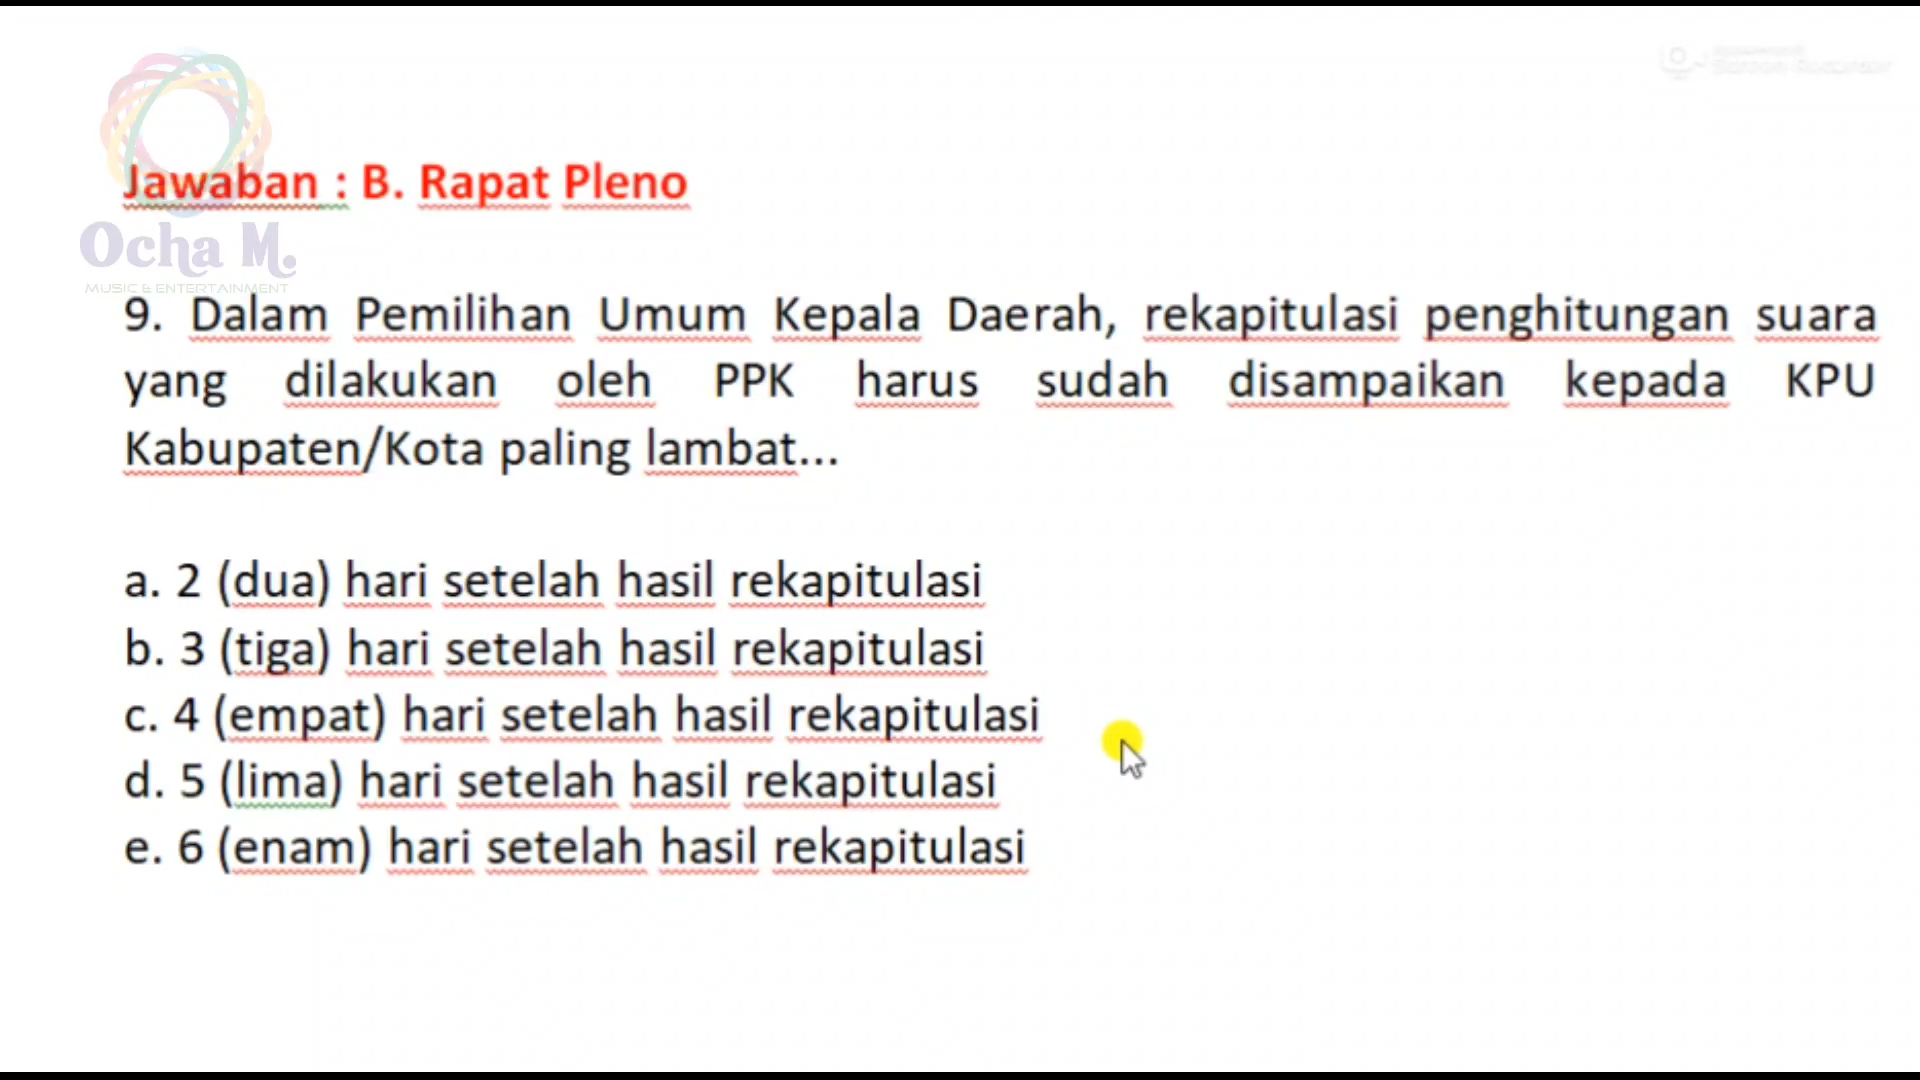 Jawaban : B. Rapat Pleno
Ocha M.
MUSIC & ENTERTAINMENT
9. Dalam Pemilihan Umum Kepala Daerah, rekapitulasi penghitungan suara
yang dilakukan oleh PPK harus sudah disampaikan kepada KPU
Kabupaten/Kota paling lambat...
a. 2 (dua) hari setelah hasil rekapitulasi
b. 3 (tiga) hari setelah hasil rekapitulasi
c. 4 (empat) hari setelah hasil rekapitulasi
d. 5 (lima) hari setelah hasil rekapitulasi
e. 6 (enam) hari setelah hasil rekapitulasi